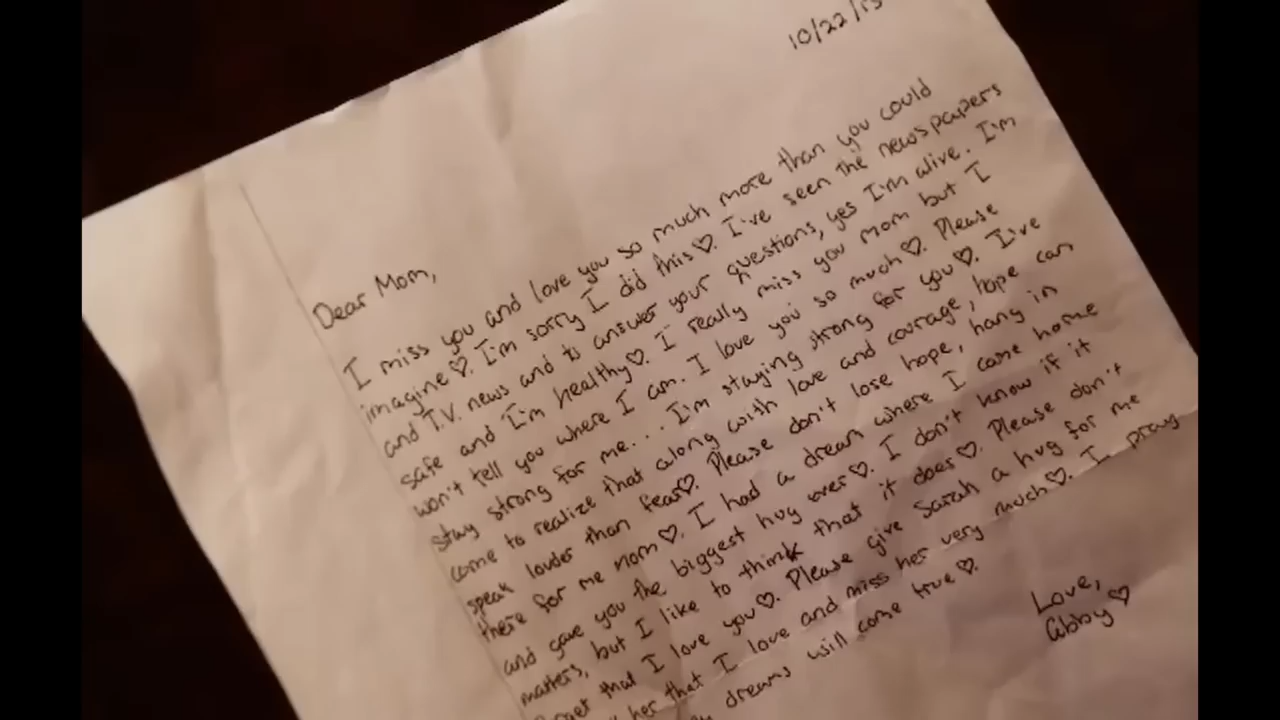 10/22/13
Dear Mom,
I miss you and love you so much more than you could
imagine♡. I'm sorry I did this♡. I've seen the newspapers
and T.V. news and to answer your questions, yes I'm alive. I'm
safe and I'm healthy♡. I really miss you mom but I
won't tell you where I am. I love you so much♡. Please
stay strong for me... I'm staying strong for you♡. I've
come to realize that along with love and courage, hope can
speak louder than fear♡. Please don't lose hope, hang in
there for me mom♡. I had a dream where I came home
and gave you the biggest hug over♡. I don't know if it
matters, but I like to think that it does♡. Please don't
forget that I love you♡. Please give Sarah a hug for me
her that I love and miss her very much♡. I pray
dreams will come true♡.
Love,
Abby♡